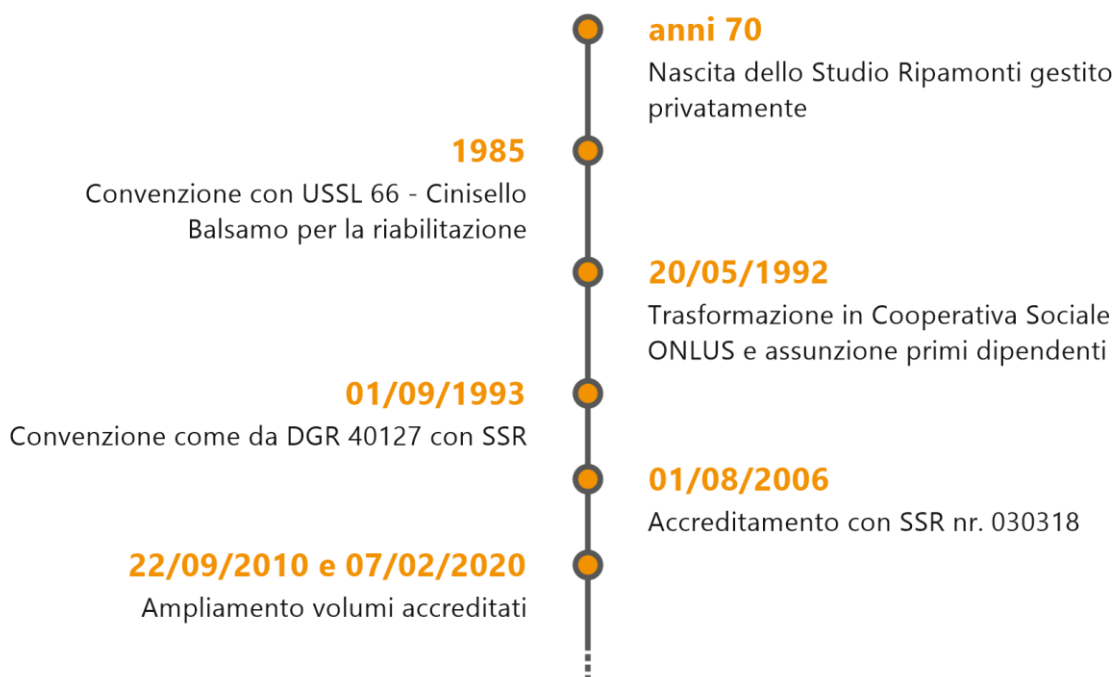 anni 70
Nascita dello Studio Ripamonti gestito
privatamente
1985
Convenzione con USSL 66 - Cinisello
Balsamo per la riabilitazione
20/05/1992
Trasformazione in Cooperativa Sociale
ONLUS e assunzione primi dipendenti
01/09/1993
Convenzione come da DGR 40127 con SSR
01/08/2006
Accreditamento con SSR nr. 030318
22/09/2010 e 07/02/2020
Ampliamento volumi accreditati